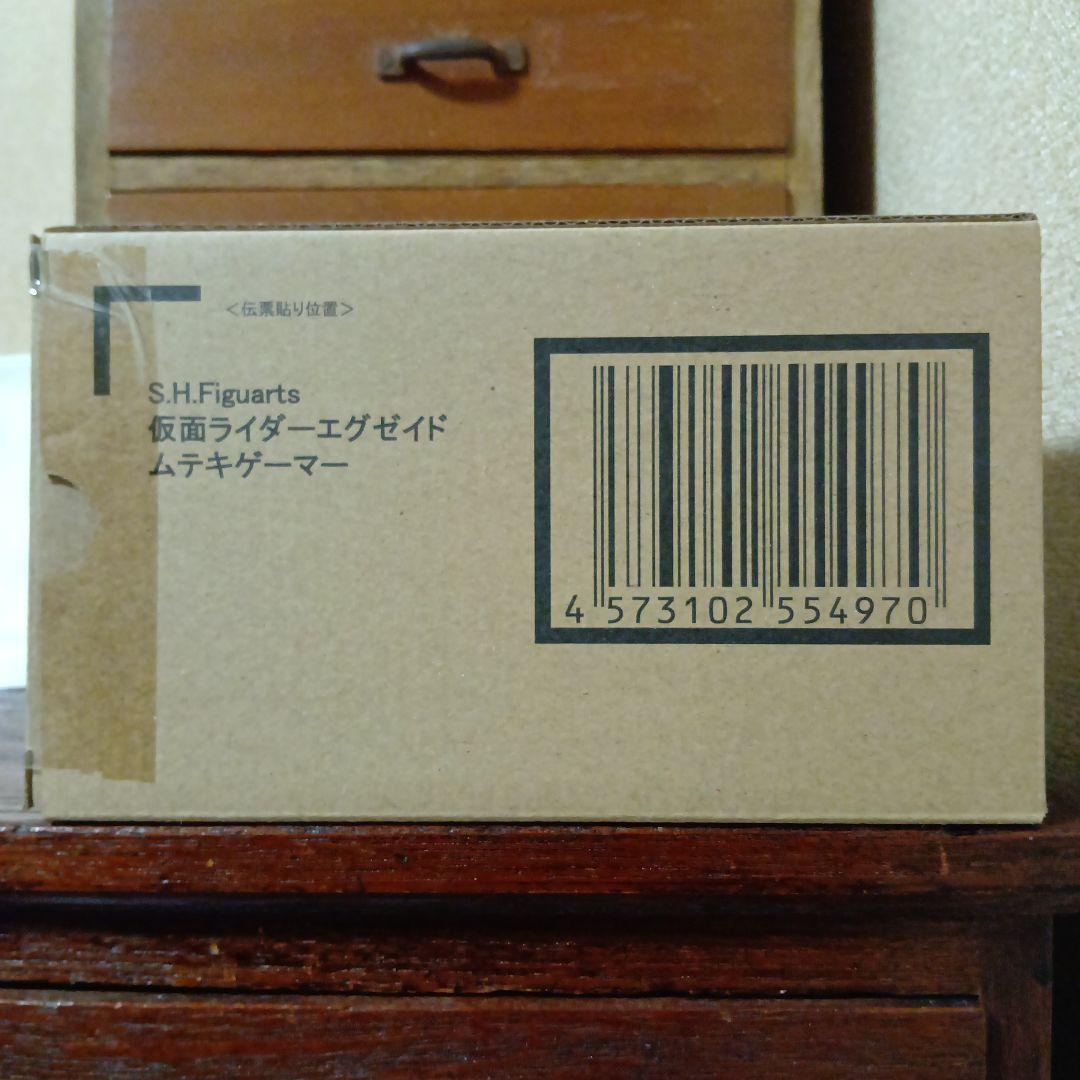 <伝票貼り位置>
S.H.Figuarts
仮面ライダーエグゼイド
ムテキゲーマー
4 573102 554970